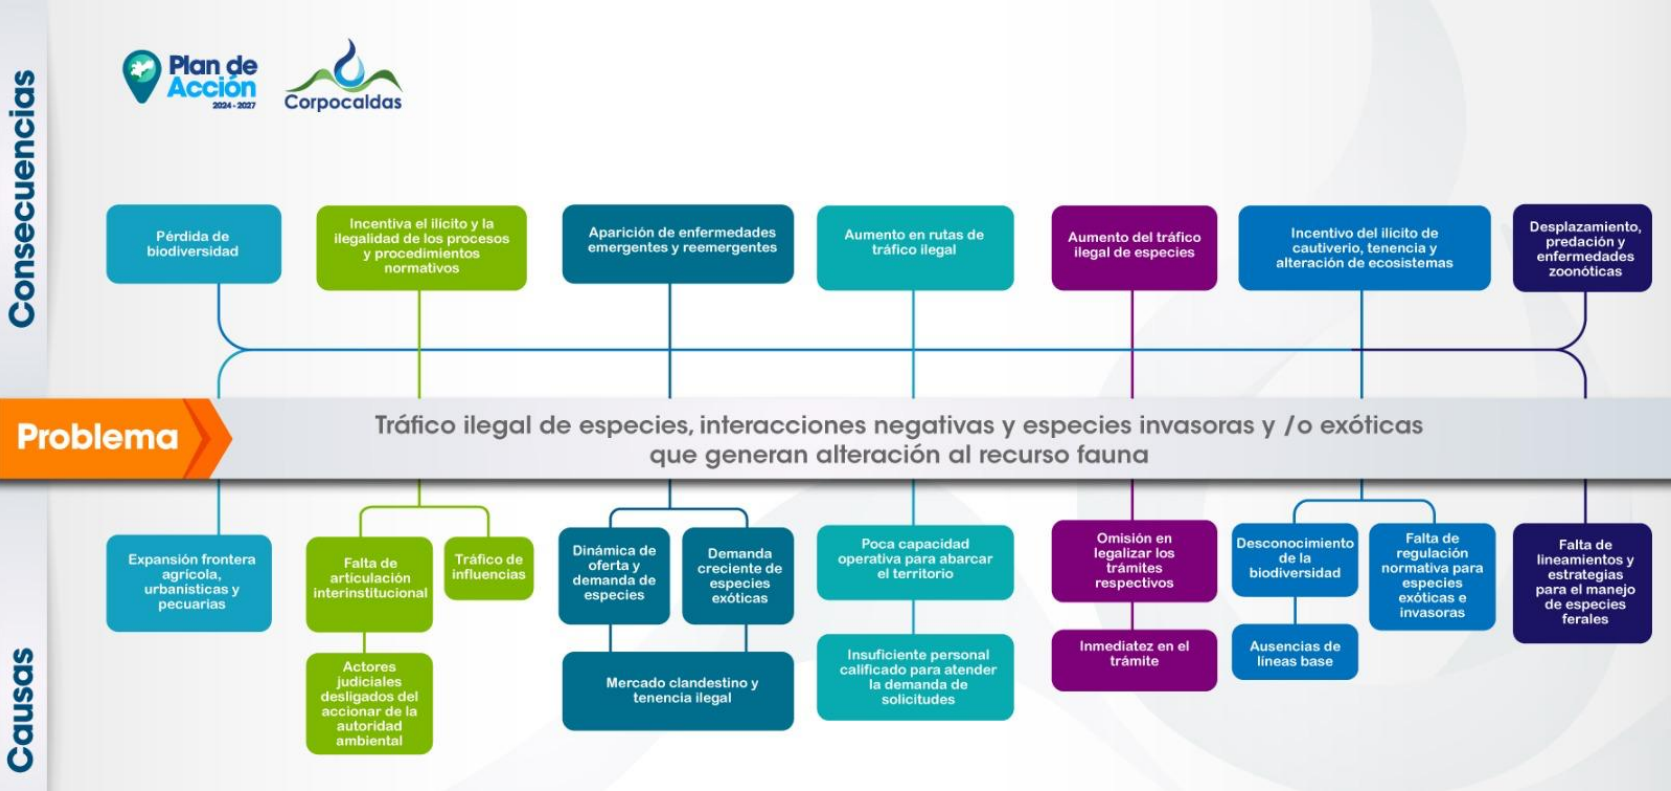 Consecuencias
Plan de
Acción
2024 - 2027
Corpocaldas
Pérdida de
biodiversidad
Incentiva el ilícito y la
ilegalidad de los procesos
y procedimientos
normativos
Aparición de enfermedades
emergentes y reemergentes
Aumento en rutas de
tráfico ilegal
Aumento del tráfico
ilegal de especies
Incentivo del ilícito de
cautiverio, tenencia y
alteración de ecosistemas
Desplazamiento,
predación y
enfermedades
zoonóticas
Problema
Tráfico ilegal de especies, interacciones negativas y especies invasoras y /o exóticas
que generan alteración al recurso fauna
Causas
Expansión frontera
agrícola,
urbanísticas y
pecuarias
Falta de
articulación
interinstitucional
Tráfico de
influencias
Actores
judiciales
desligados del
accionar de la
autoridad
ambiental
Dinámica de
oferta y
demanda de
especies
Demanda
creciente de
especies
exóticas
Mercado clandestino y
tenencia ilegal
Poca capacidad
operativa para abarcar
el territorio
Insuficiente personal
calificado para atender
la demanda de
solicitudes
Omisión en
legalizar los
trámites
respectivos
Inmediatez en el
trámite
Desconocimiento
de la
biodiversidad
Ausencias de
líneas base
Falta de
regulación
normativa para
especies
exóticas e
invasoras
Falta de
lineamientos y
estrategias
para el manejo
de especies
ferales